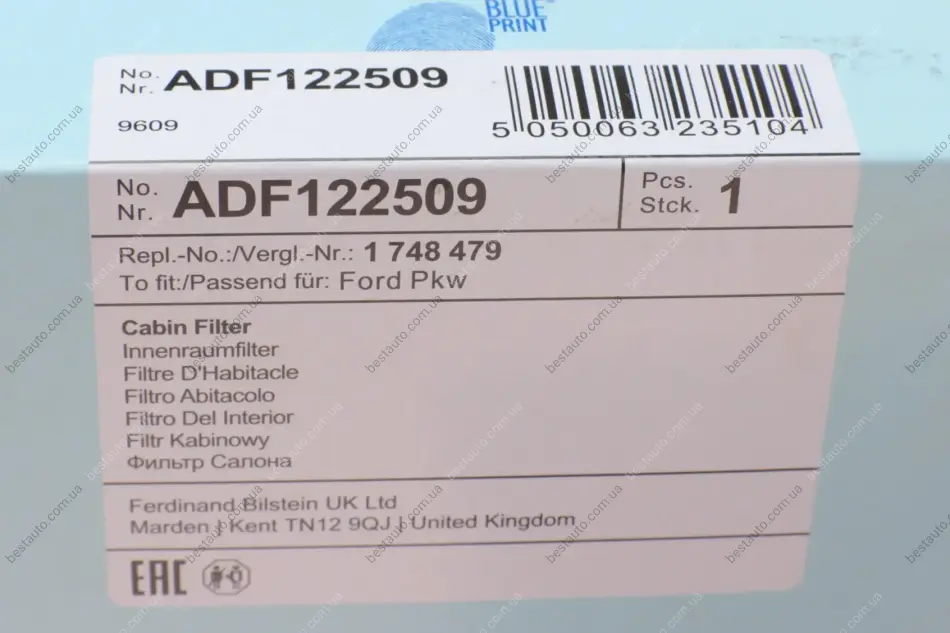 BLUE
PRINT
No.
Nr. ADF122509
9609
5 050063 235104
No.
Nr. ADF122509
Pcs.
Stck. 1
Repl.-No.:/Vergl.-Nr.: 1 748 479
To fit:/Passend für: Ford Pkw
Cabin Filter
Innenraumfilter
Filtre D'Habitacle
Filtro Abitacolo
Filtro Del Interior
Filtr Kabinowy
Фильтр Салона
Ferdinand Bilstein UK Ltd
Marden / Kent TN12 9QJ | United Kingdom
EAC
bestauto.com.ua